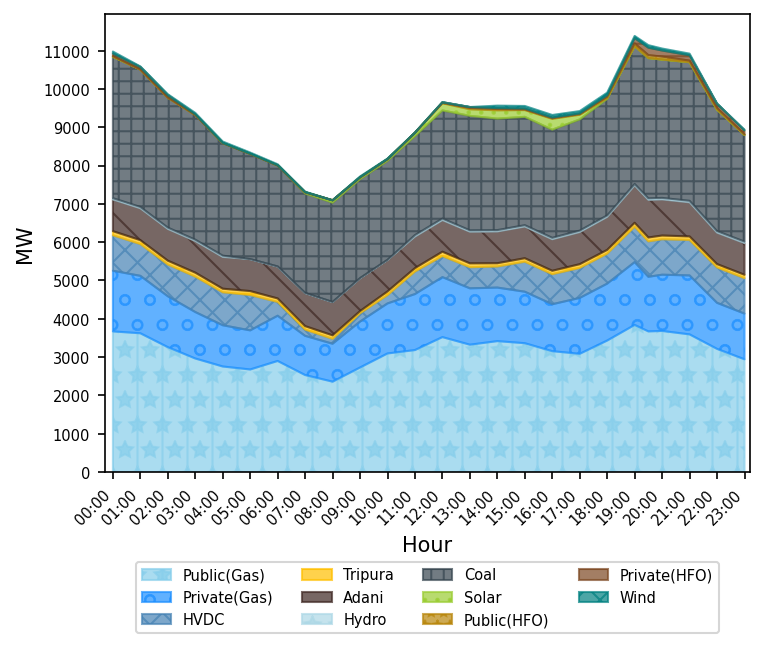 11000
10000
9000
8000
7000
6000
5000
4000
3000
2000
1000
0
MW
00:00 01:00 02:00 03:00 04:00 05:00 06:00 07:00 08:00 09:00 10:00 11:00 12:00 13:00 14:00 15:00 16:00 17:00 18:00 19:00 20:00 21:00 22:00 23:00
Hour
Public(Gas) Tripura Coal Private(HFO)
Private(Gas) Adani Solar Wind
HVDC Hydro Public(HFO)